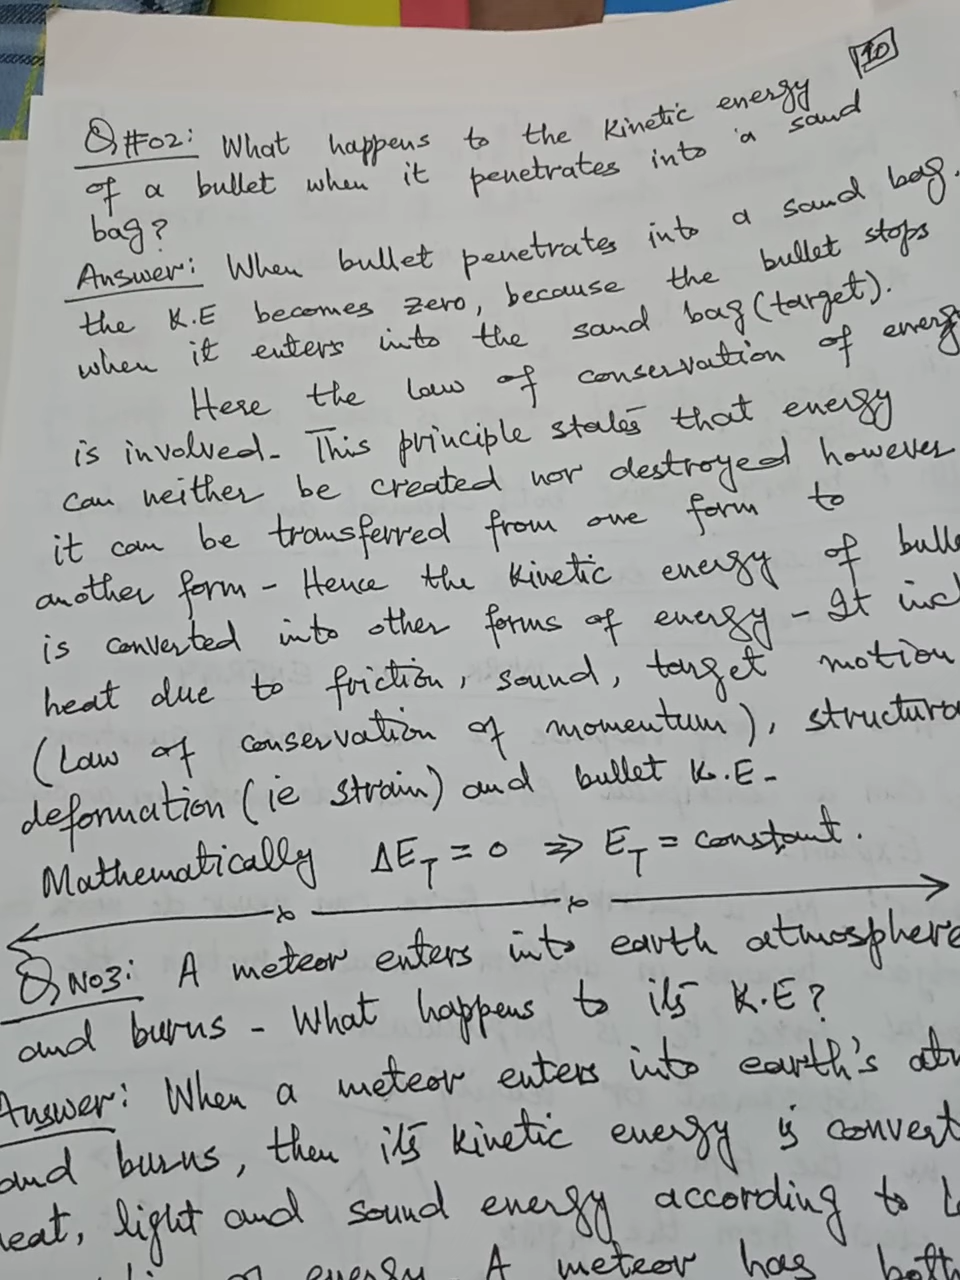 10
Q#02: What happens to the Kinetic energy
of a bullet when it penetrates into a sand
bag?
Answer: When bullet penetrates into a sand bag.
the K.E becomes zero, because the bullet stops
when it enters into the sand bag (target).
Here the law of conservation of energy
is involved. This principle states that energy
can neither be created nor destroyed however
it can be transferred from one form to
another form - Hence the Kinetic energy of bulle
is converted into other forms of energy - It incl
heat due to friction, sound, target motion
(Law of conservation of momentum), structura
deformation (ie strain) and bullet K.E -
Mathematically ΔE_T = 0 ⇒ E_T = constant.
Q No3: A meteor enters into earth atmosphere
and burns - What happens to its K.E?
Answer: When a meteor enters into earth's atm
and burns, then its kinetic energy is convert
heat, light and sound energy according to L
of energy. A meteor has both